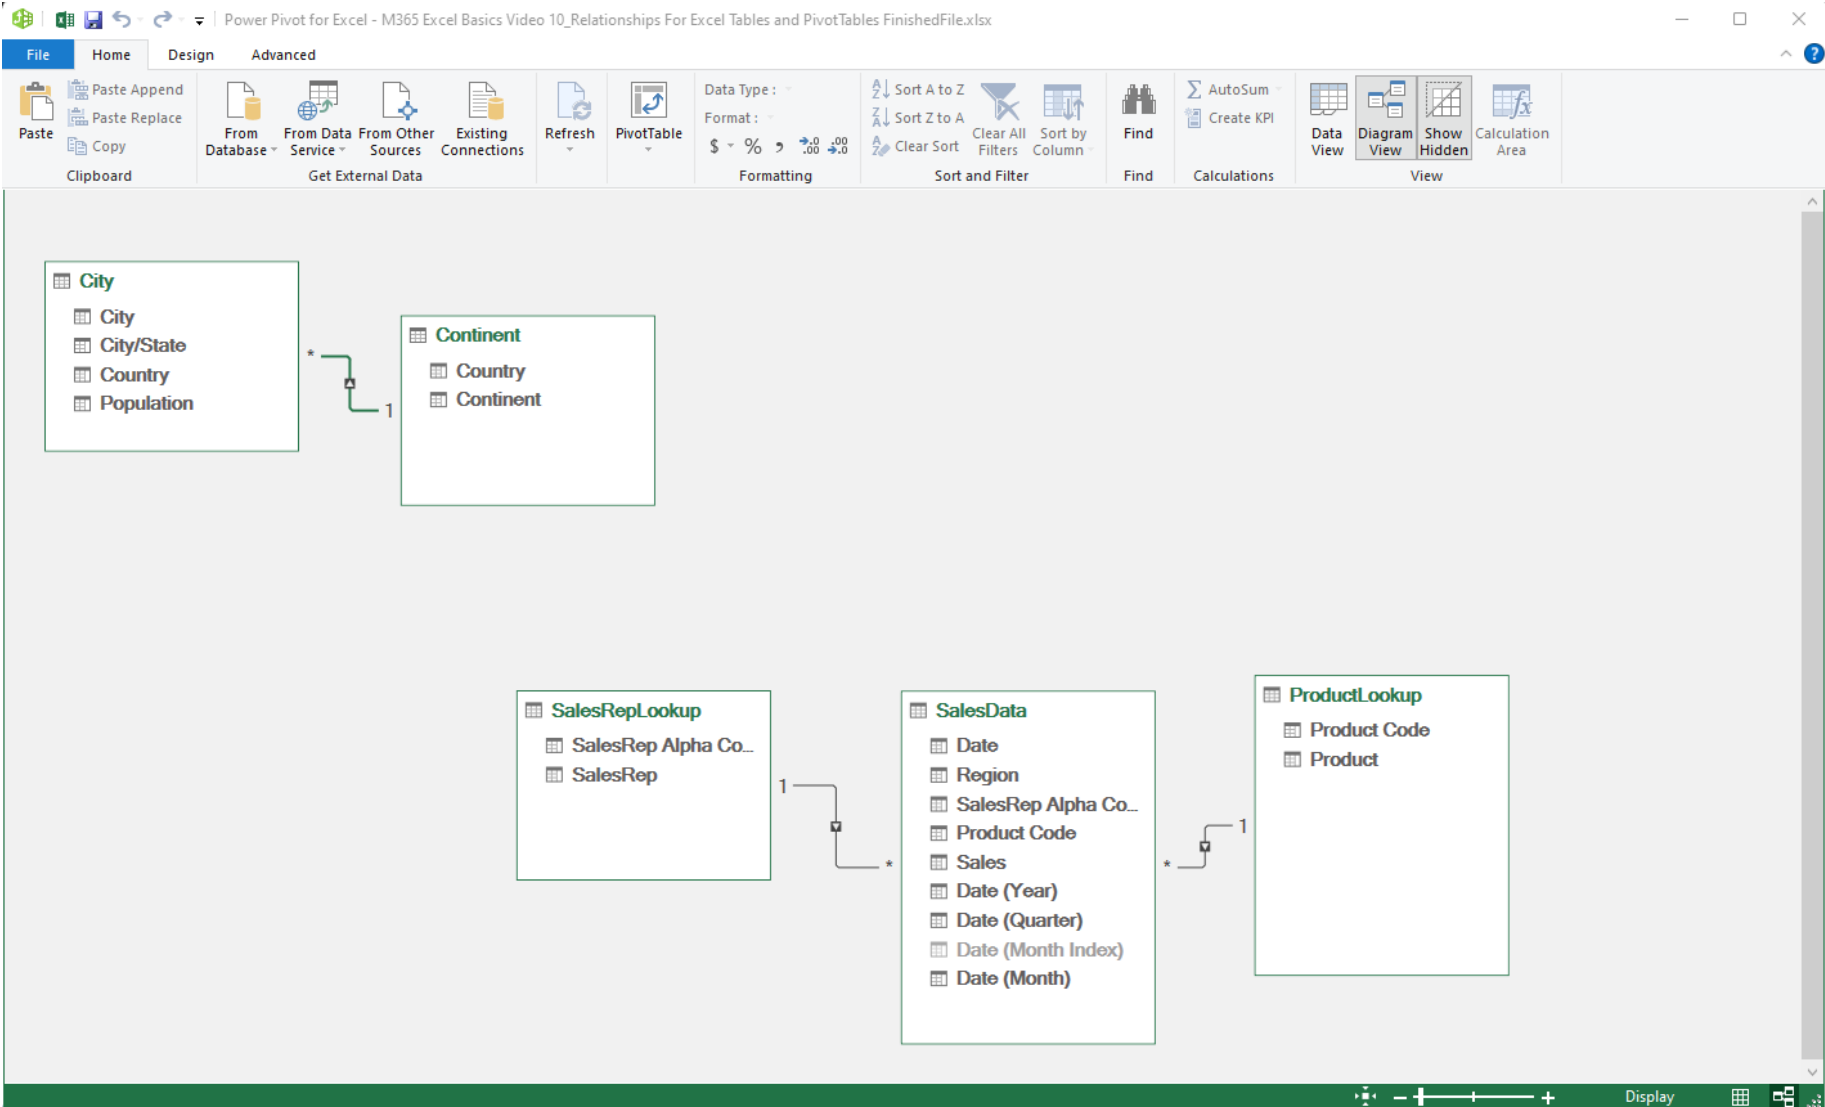 Power Pivot for Excel - M365 Excel Basics Video 10_Relationships For Excel Tables and PivotTables FinishedFile.xlsx
File Home Design Advanced
Paste
Paste Append
Paste Replace
Copy
Clipboard
From Database
From Data Service
From Other Sources
Existing Connections
Get External Data
Refresh
PivotTable
Data Type :
Format :
$ % , .0 .00 .00 .0
Formatting
Sort A to Z
Sort Z to A
Clear Sort
Clear All Filters
Sort by Column
Sort and Filter
Find
Find
AutoSum
Create KPI
Calculations
Data View
Diagram View
Show Hidden
Calculation Area
View
City
City
City/State
Country
Population
* 1
Continent
Country
Continent
SalesRepLookup
SalesRep Alpha Co...
SalesRep
1 *
SalesData
Date
Region
SalesRep Alpha Co...
Product Code
Sales
Date (Year)
Date (Quarter)
Date (Month Index)
Date (Month)
* 1
ProductLookup
Product Code
Product
Display